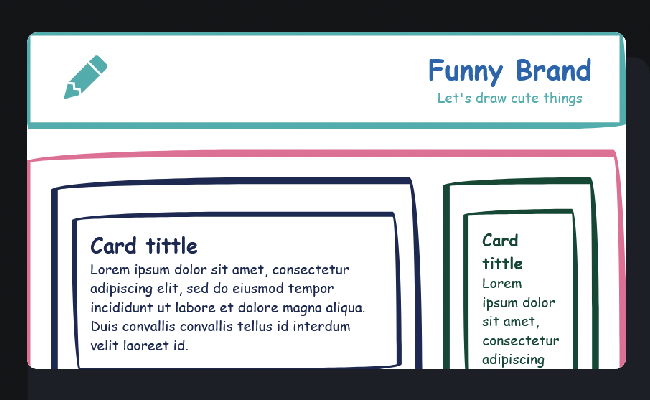 Funny Brand
Let's draw cute things
Card tittle
Lorem ipsum dolor sit amet, consectetur
adipiscing elit, sed do eiusmod tempor
incididunt ut labore et dolore magna aliqua.
Duis convallis convallis tellus id interdum
velit laoreet id.
Card
tittle
Lorem
ipsum dolor
sit amet,
consectetur
adipiscing